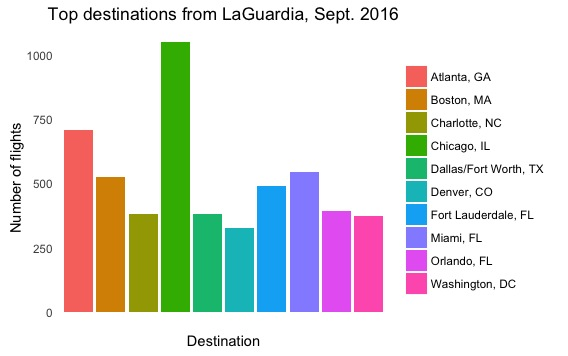 Top destinations from LaGuardia, Sept. 2016
Number of flights
1000
750
500
250
0
Destination
Atlanta, GA
Boston, MA
Charlotte, NC
Chicago, IL
Dallas/Fort Worth, TX
Denver, CO
Fort Lauderdale, FL
Miami, FL
Orlando, FL
Washington, DC